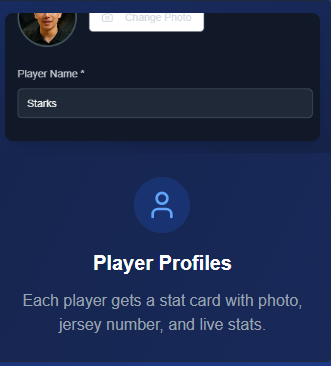 Change Photo
Player Name *
Starks
Player Profiles
Each player gets a stat card with photo,
jersey number, and live stats.